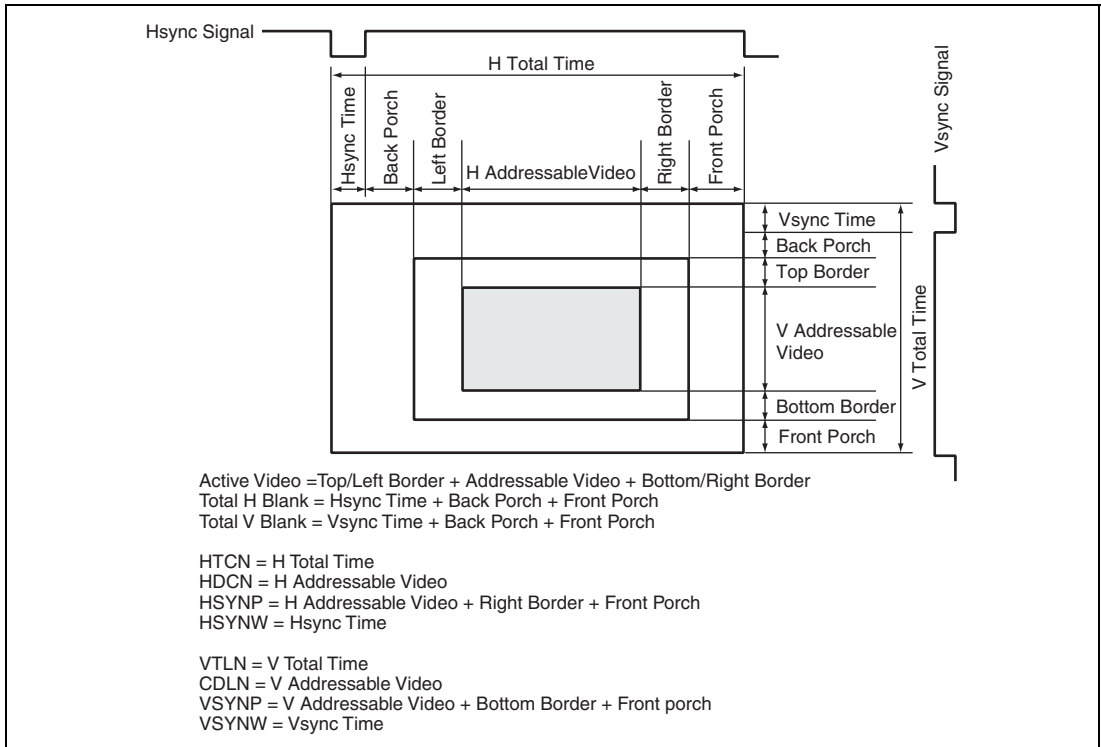 Hsync Signal
H Total Time
Hsync Time
Back Porch
Left Border
H AddressableVideo
Right Border
Front Porch
Vsync Signal
Vsync Time
Back Porch
Top Border
V Addressable
Video
V Total Time
Bottom Border
Front Porch
Active Video =Top/Left Border + Addressable Video + Bottom/Right Border
Total H Blank = Hsync Time + Back Porch + Front Porch
Total V Blank = Vsync Time + Back Porch + Front Porch
HTCN = H Total Time
HDCN = H Addressable Video
HSYNP = H Addressable Video + Right Border + Front Porch
HSYNW = Hsync Time
VTLN = V Total Time
CDLN = V Addressable Video
VSYNP = V Addressable Video + Bottom Border + Front porch
VSYNW = Vsync Time